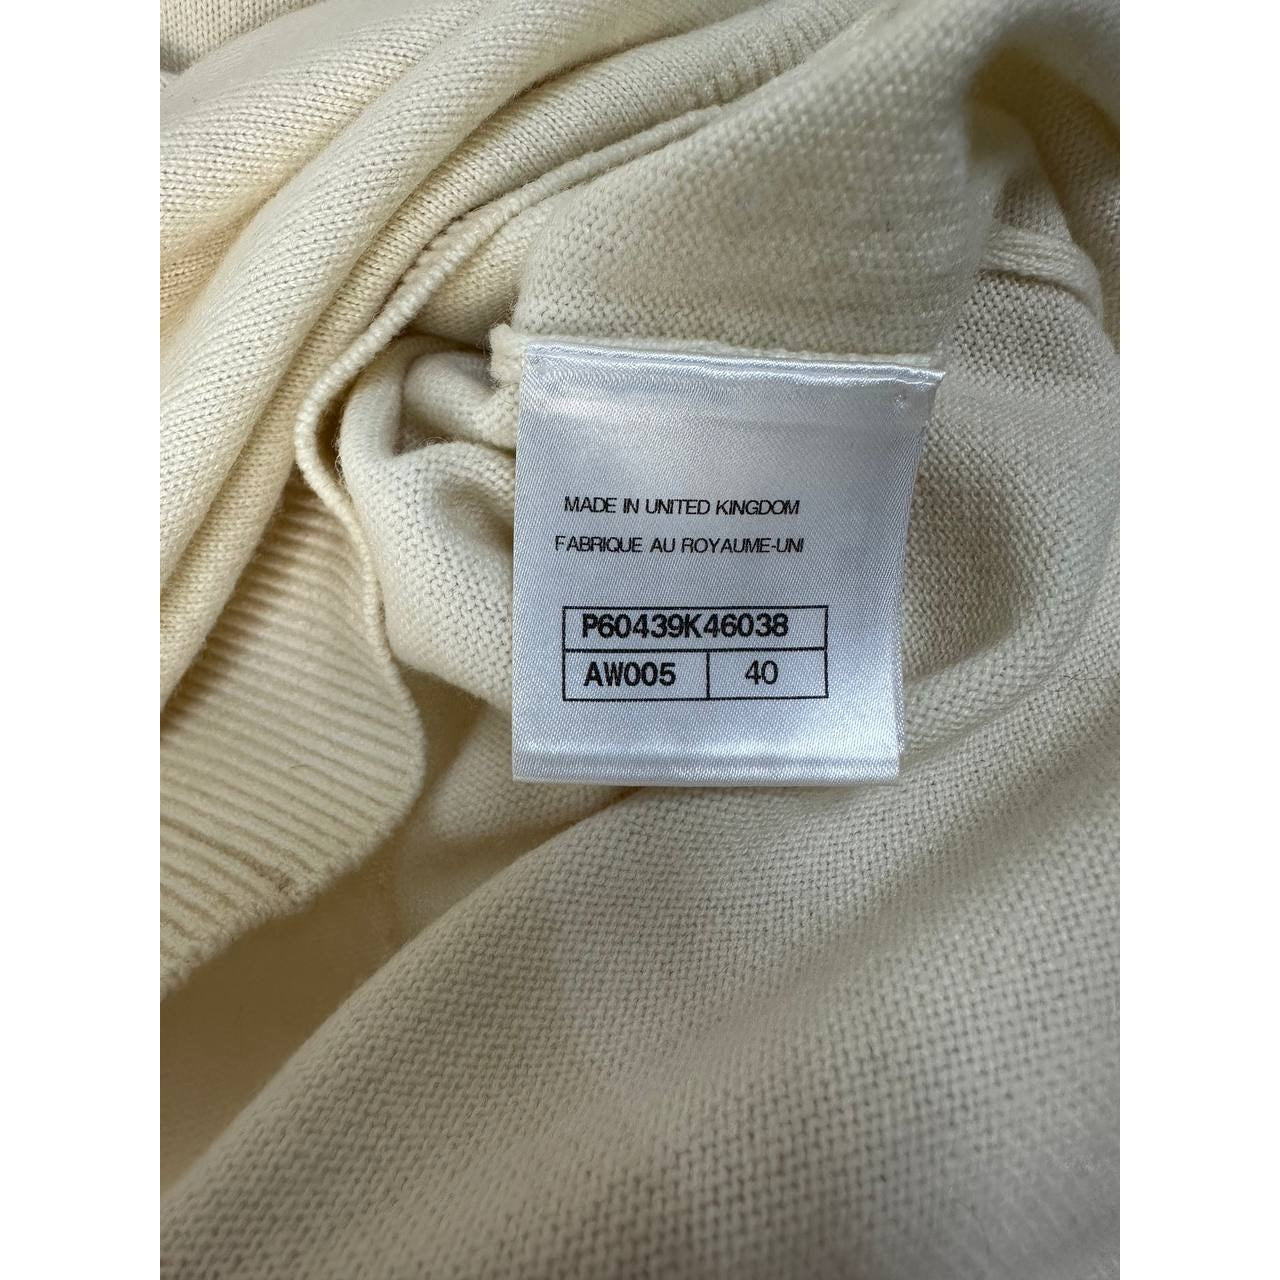 MADE IN UNITED KINGDOM
FABRIQUE AU ROYAUME-UNI
P60439K46038
AW005 40